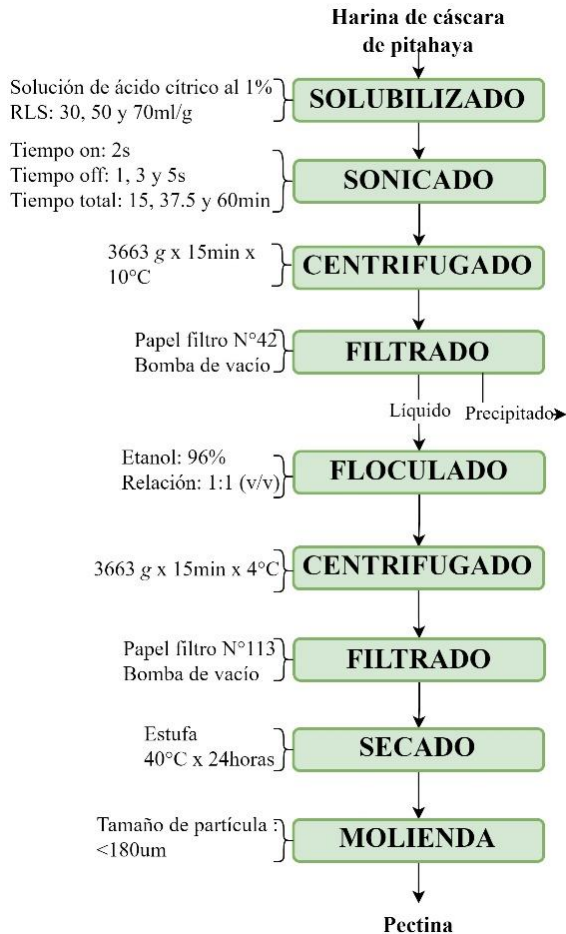 Harina de cáscara
de pitahaya
Solución de ácido cítrico al 1%
RLS: 30, 50 y 70ml/g
SOLUBILIZADO
Tiempo on: 2s
Tiempo off: 1, 3 y 5s
Tiempo total: 15, 37.5 y 60min
SONICADO
3663 g x 15min x
10°C
CENTRIFUGADO
Papel filtro N°42
Bomba de vacío
FILTRADO
Líquido
Precipitado
Etanol: 96%
Relación: 1:1 (v/v)
FLOCULADO
3663 g x 15min x 4°C
CENTRIFUGADO
Papel filtro N°113
Bomba de vacío
FILTRADO
Estufa
40°C x 24horas
SECADO
Tamaño de partícula :
<180um
MOLIENDA
Pectina